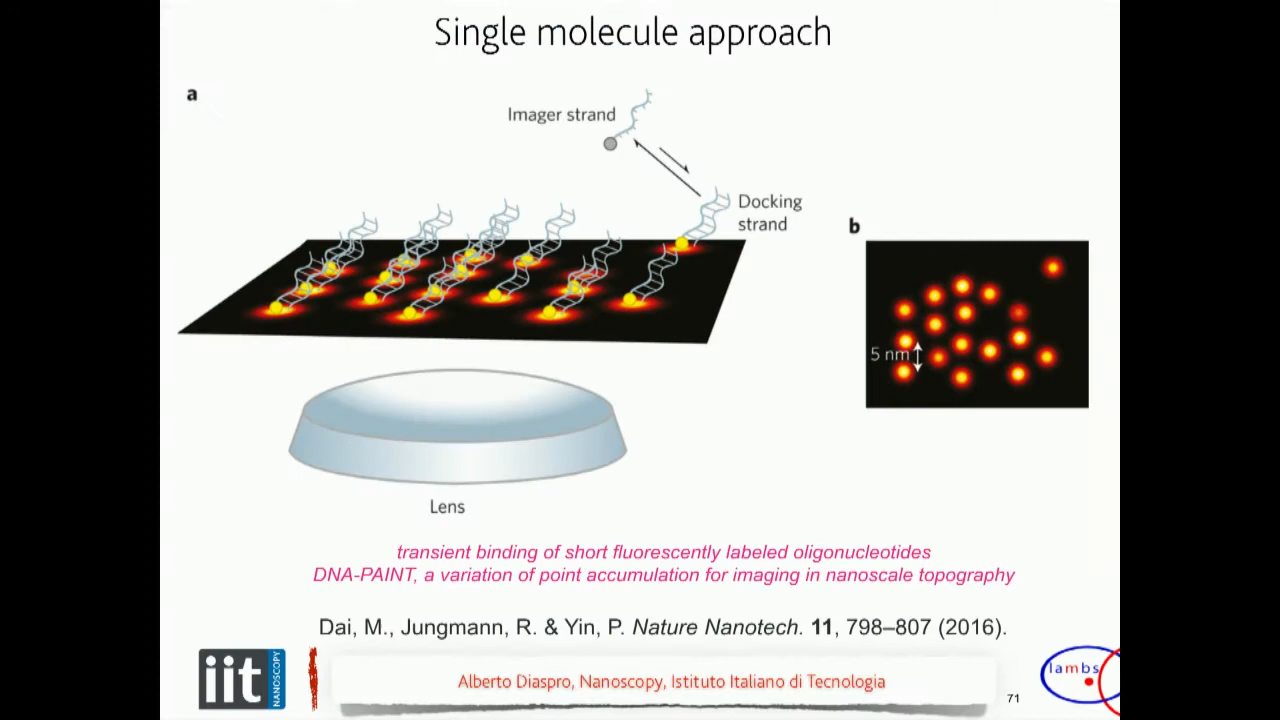 Single molecule approach
a
Imager strand
Docking
strand
b
5 nm
Lens
transient binding of short fluorescently labeled oligonucleotides
DNA-PAINT, a variation of point accumulation for imaging in nanoscale topography
Dai, M., Jungmann, R. & Yin, P. Nature Nanotech. 11, 798–807 (2016).
iit
NANOSCOPY
Alberto Diaspro, Nanoscopy, Istituto Italiano di Tecnologia
71
lambs